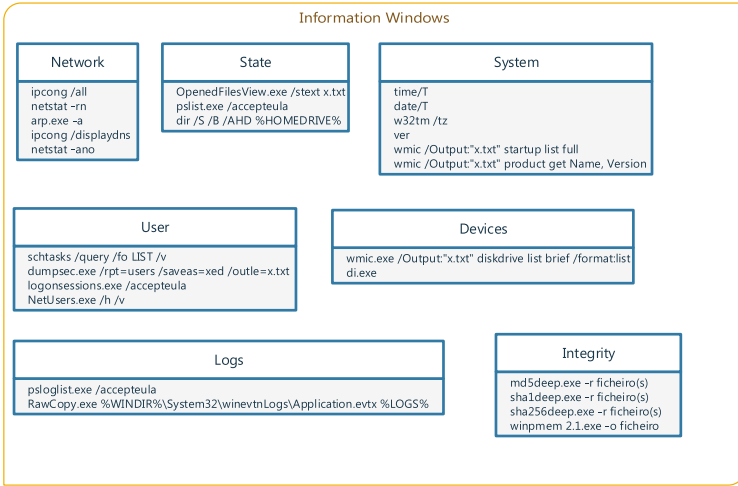 Information Windows
Network
ipcong /all
netstat –rn
arp.exe –a
ipcong /displaydns
netstat –ano
State
OpenedFilesView.exe /stext x.txt
pslist.exe /accepteula
dir /S /B /AHD %HOMEDRIVE%
System
time/T
date/T
w32tm /tz
ver
wmic /Output:"x.txt" startup list full
wmic /Output:"x.txt" product get Name, Version
User
schtasks /query /fo LIST /v
dumpsec.exe /rpt=users /saveas=xed /outle=x.txt
logonsessions.exe /accepteula
NetUsers.exe /h /v
Devices
wmic.exe /Output:"x.txt" diskdrive list brief /format:list
di.exe
Logs
psloglist.exe /accepteula
RawCopy.exe %WINDIR%\System32\winevtnLogs\Application.evtx %LOGS%
Integrity
md5deep.exe –r ficheiro(s)
sha1deep.exe –r ficheiro(s)
sha256deep.exe –r ficheiro(s)
winpmem 2.1.exe –o ficheiro